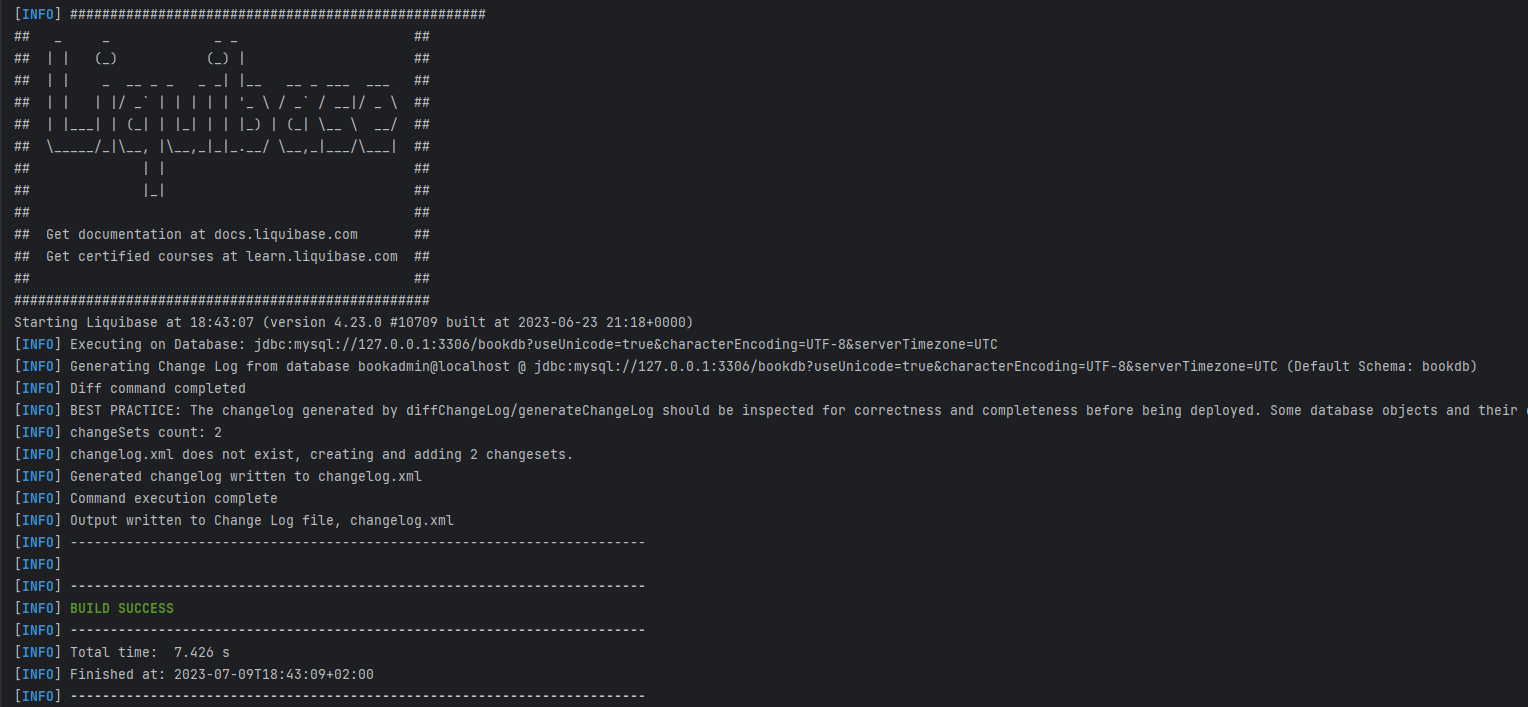 [INFO] ####################################################
##   _     _             _ _                      ##
##  | |   (_)           (_) |                     ##
##  | |    _  __ _ _   _ _| |__   __ _ ___  ___   ##
##  | |   | |/ _` | | | | | '_ \ / _` / __|/ _ \  ##
##  | |___| | (_| | |_| | | |_) | (_| \__ \  __/  ##
##  \_____/_|\__, |\__,_|_|_.__/ \__,_|___/\___|  ##
##              | |                               ##
##              |_|                               ##
##                                                ##
##  Get documentation at docs.liquibase.com       ##
##  Get certified courses at learn.liquibase.com  ##
##                                                ##
####################################################
Starting Liquibase at 18:43:07 (version 4.23.0 #10709 built at 2023-06-23 21:18+0000)
[INFO] Executing on Database: jdbc:mysql://127.0.0.1:3306/bookdb?useUnicode=true&characterEncoding=UTF-8&serverTimezone=UTC
[INFO] Generating Change Log from database bookadmin@localhost @ jdbc:mysql://127.0.0.1:3306/bookdb?useUnicode=true&characterEncoding=UTF-8&serverTimezone=UTC (Default Schema: bookdb)
[INFO] Diff command completed
[INFO] BEST PRACTICE: The changelog generated by diffChangeLog/generateChangeLog should be inspected for correctness and completeness before being deployed. Some database objects and their
[INFO] changeSets count: 2
[INFO] changelog.xml does not exist, creating and adding 2 changesets.
[INFO] Generated changelog written to changelog.xml
[INFO] Command execution complete
[INFO] Output written to Change Log file, changelog.xml
[INFO] ------------------------------------------------------------------------
[INFO]
[INFO] ------------------------------------------------------------------------
[INFO] BUILD SUCCESS
[INFO] ------------------------------------------------------------------------
[INFO] Total time:  7.426 s
[INFO] Finished at: 2023-07-09T18:43:09+02:00
[INFO] ------------------------------------------------------------------------